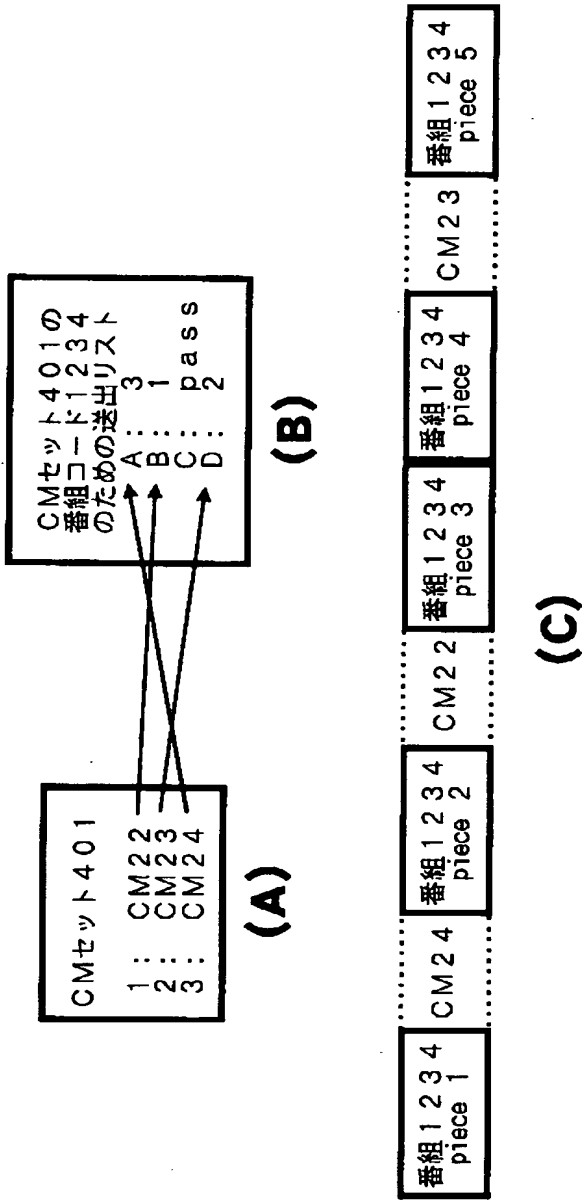 CMセット401
1： CM22
2： CM23
3： CM24
(A)
CMセット401の
番組コード1234
のための送出リスト
A： 3
B： 1
C： pass
D： 2
(B)
番組1234
piece 1
CM24
番組1234
piece 2
CM22
番組1234
piece 3
番組1234
piece 4
CM23
番組1234
piece 5
(C)